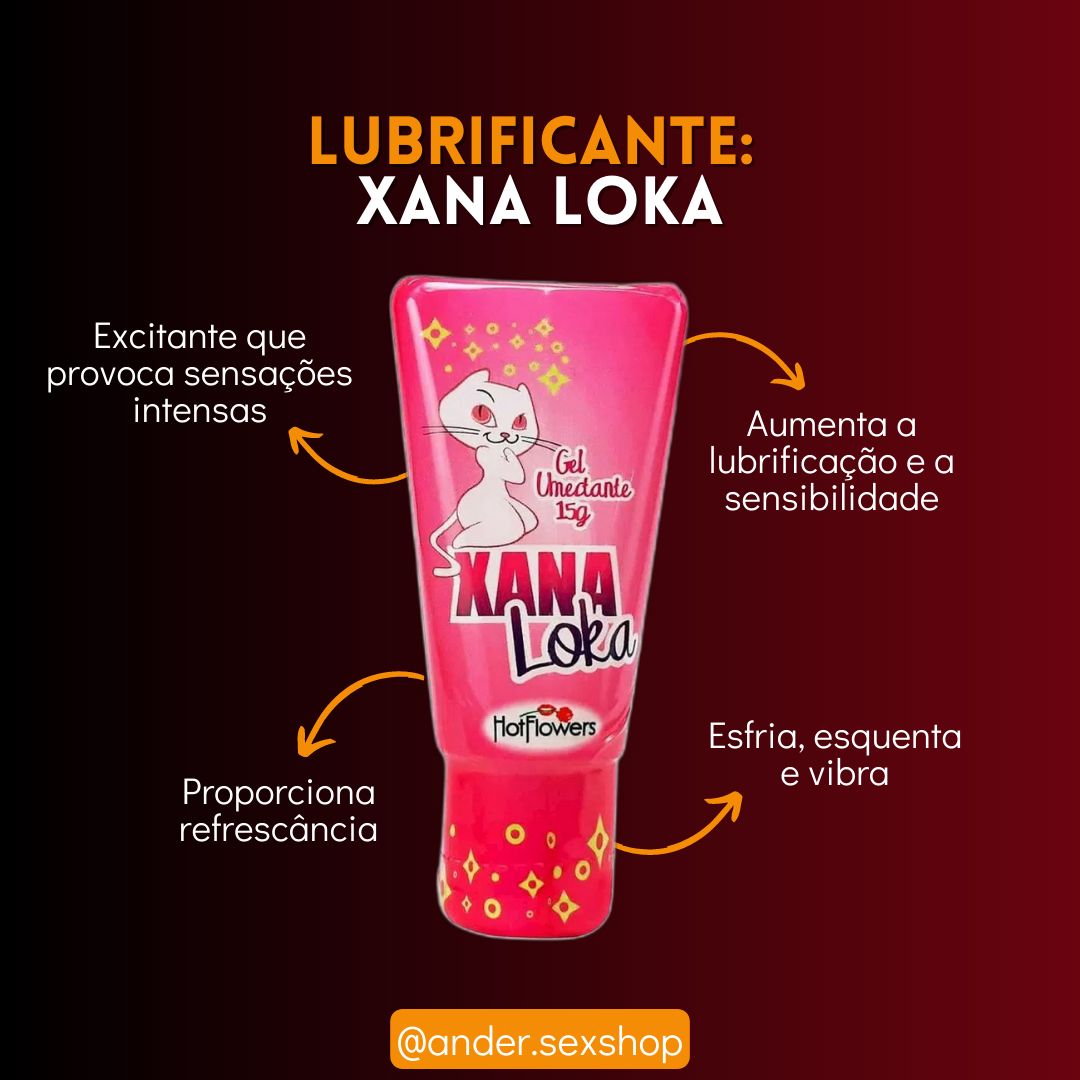 LUBRIFICANTE:
XANA LOKA
Excitante que
provoca sensações
intensas
Aumenta a
lubrificação e a
sensibilidade
Gel
Umectante
15g
XANA
Loka
HotFlowers
Proporciona
refrescância
Esfria, esquenta
e vibra
@ander.sexshop